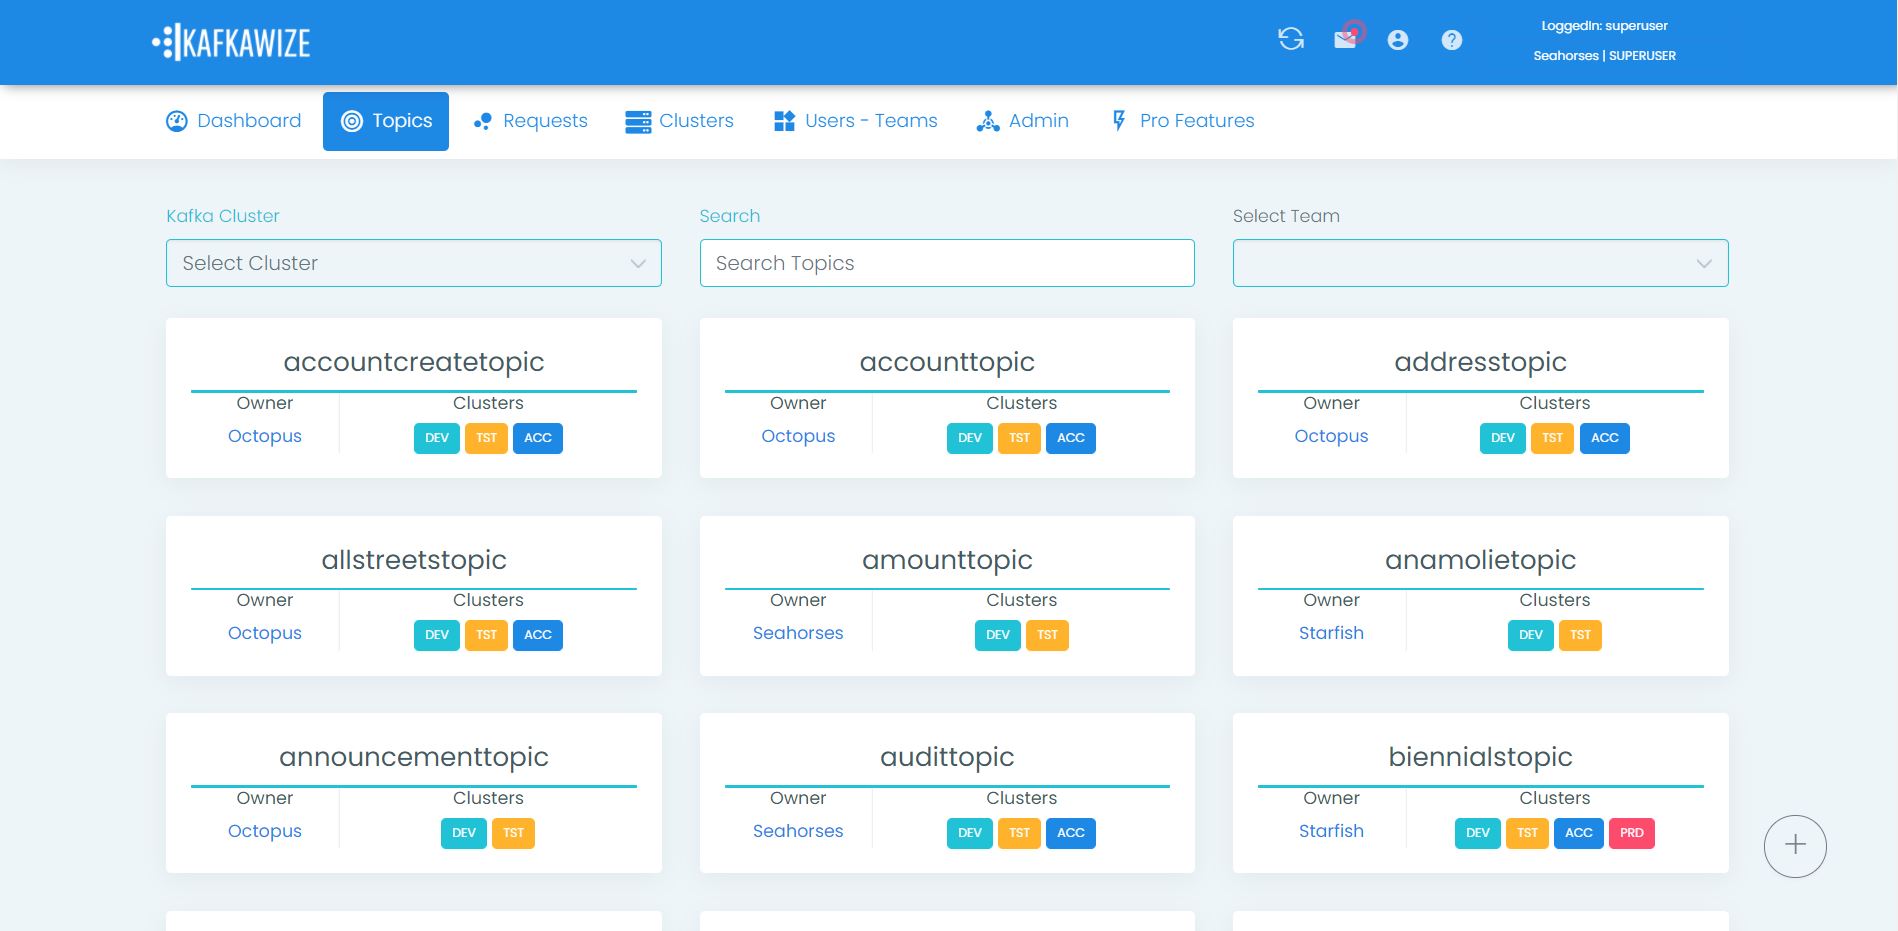 KAFKAWIZE
LoggedIn: superuser
Seahorses | SUPERUSER
Dashboard Topics Requests Clusters Users - Teams Admin Pro Features
Kafka Cluster Search Select Team
Select Cluster Search Topics
accountcreatetopic accounttopic addresstopic
Owner Clusters Owner Clusters Owner Clusters
Octopus DEV TST ACC Octopus DEV TST ACC Octopus DEV TST ACC
allstreetstopic amounttopic anamolietopic
Owner Clusters Owner Clusters Owner Clusters
Octopus DEV TST ACC Seahorses DEV TST Starfish DEV TST
announcementtopic audittopic biennialstopic
Owner Clusters Owner Clusters Owner Clusters
Octopus DEV TST Seahorses DEV TST ACC Starfish DEV TST ACC PRD